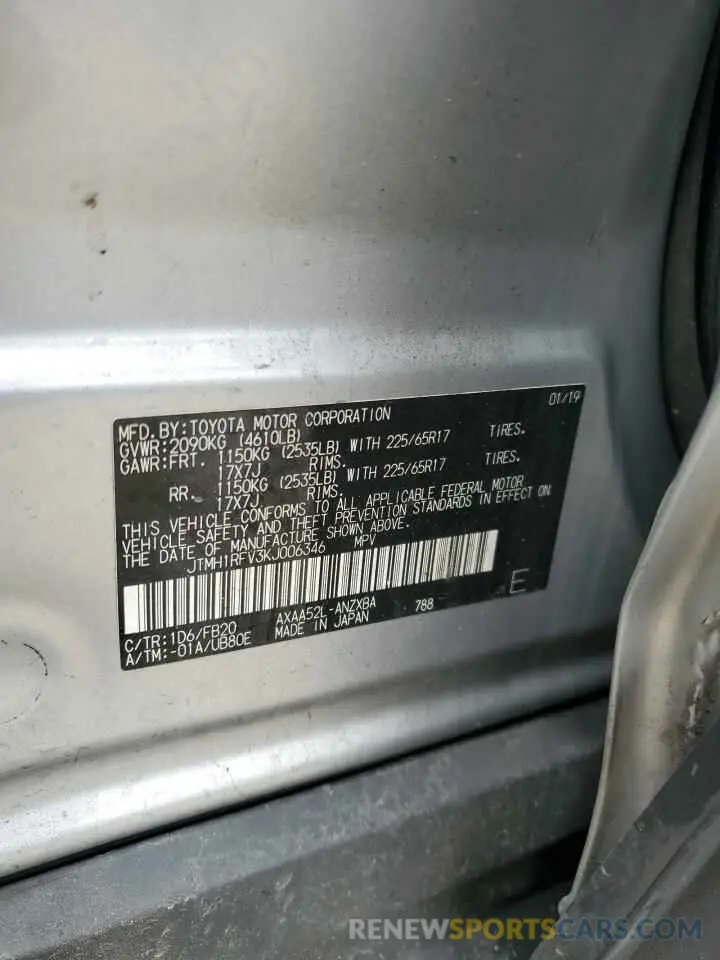 MFD. BY: TOYOTA MOTOR CORPORATION 01/19
GVWR: 2090KG (4610LB)
GAWR: FRT. 1150KG (2535LB) WITH 225/65R17 TIRES.
17X7J RIMS.
RR. 1150KG (2535LB) WITH 225/65R17 TIRES.
17X7J RIMS.
THIS VEHICLE CONFORMS TO ALL APPLICABLE FEDERAL MOTOR
VEHICLE SAFETY AND THEFT PREVENTION STANDARDS IN EFFECT ON
THE DATE OF MANUFACTURE SHOWN ABOVE.
JTMH1RFV3KJ006346 MPV
E
C/TR: 1D6/FB20 AXAA52L-ANZXBA 788
A/TM: -01A/UB80E MADE IN JAPAN
RENEWSPECIALUSEDCARS.COM